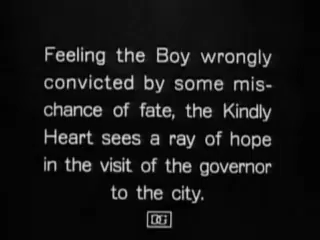 Feeling the Boy wrongly
convicted by some mis-
chance of fate, the Kindly
Heart sees a ray of hope
in the visit of the governor
to the city.
DG